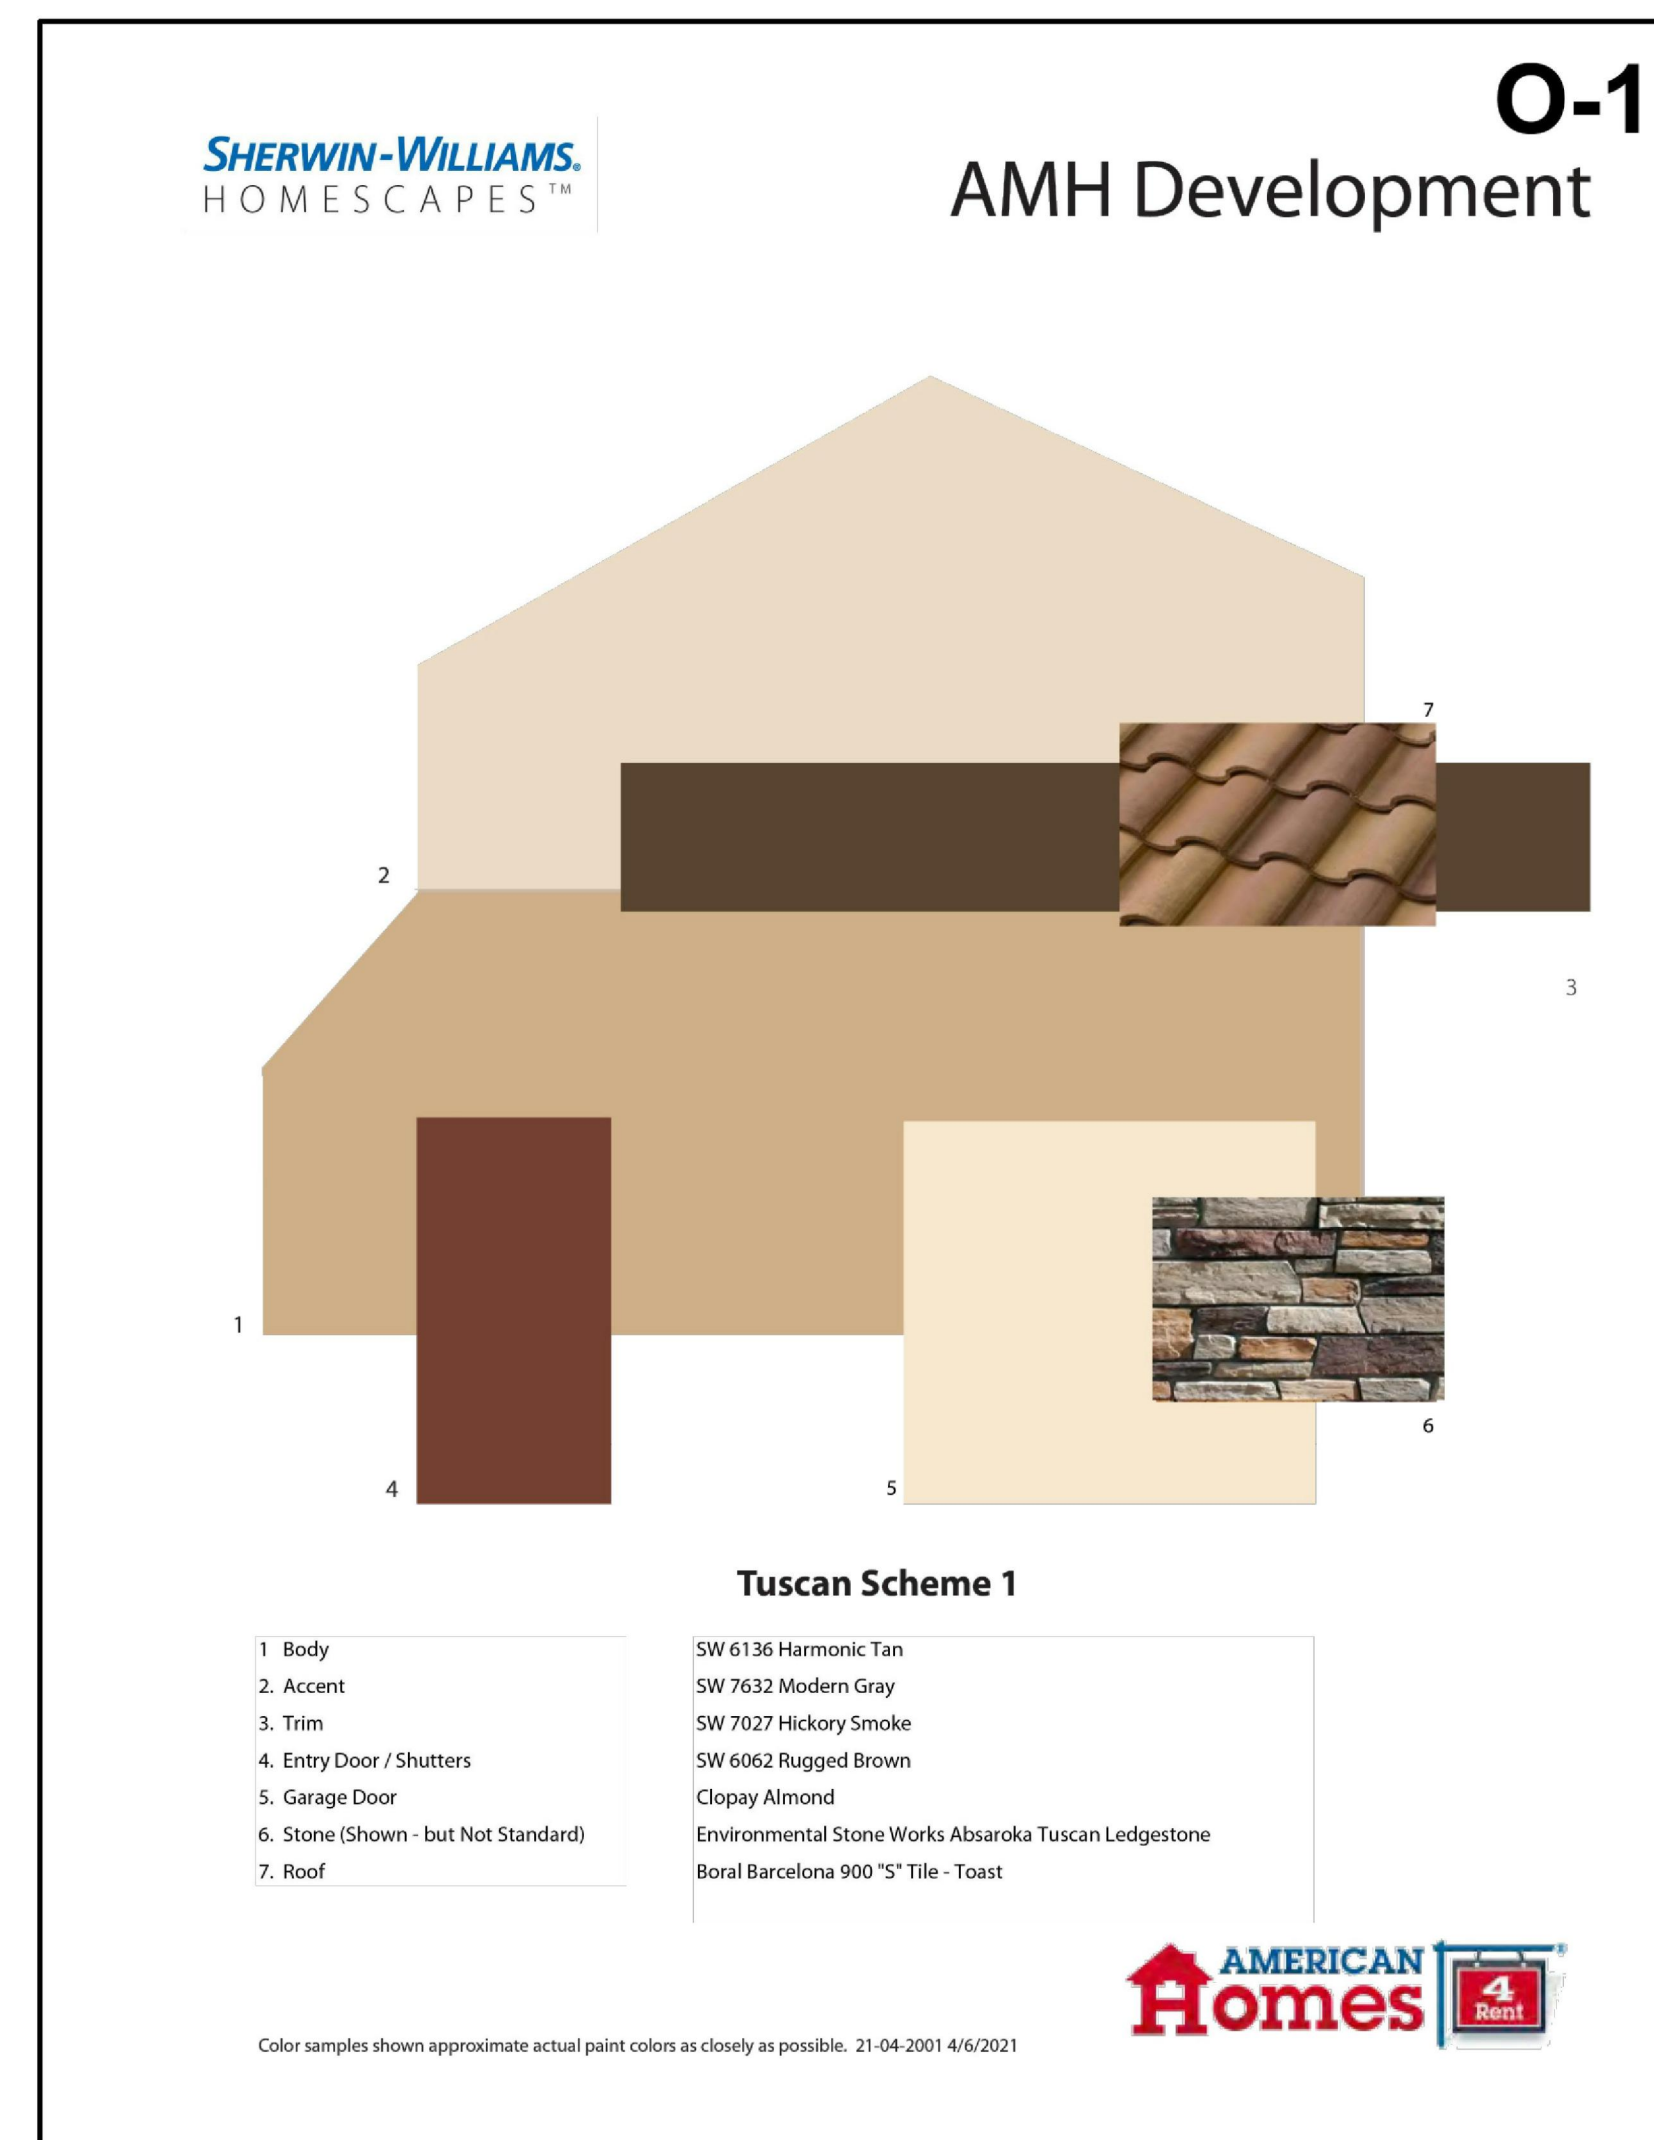 O-1
SHERWIN-WILLIAMS®
HOMESCAPES™
AMH Development
7
2
3
1
6
4
5
Tuscan Scheme 1
1 Body
SW 6136 Harmonic Tan
2. Accent
SW 7632 Modern Gray
3. Trim
SW 7027 Hickory Smoke
4. Entry Door / Shutters
SW 6062 Rugged Brown
5. Garage Door
Clopay Almond
6. Stone (Shown - but Not Standard)
Environmental Stone Works Absaroka Tuscan Ledgestone
7. Roof
Boral Barcelona 900 "S" Tile - Toast
AMERICAN
Homes
4
Rent
Color samples shown approximate actual paint colors as closely as possible. 21-04-2001 4/6/2021